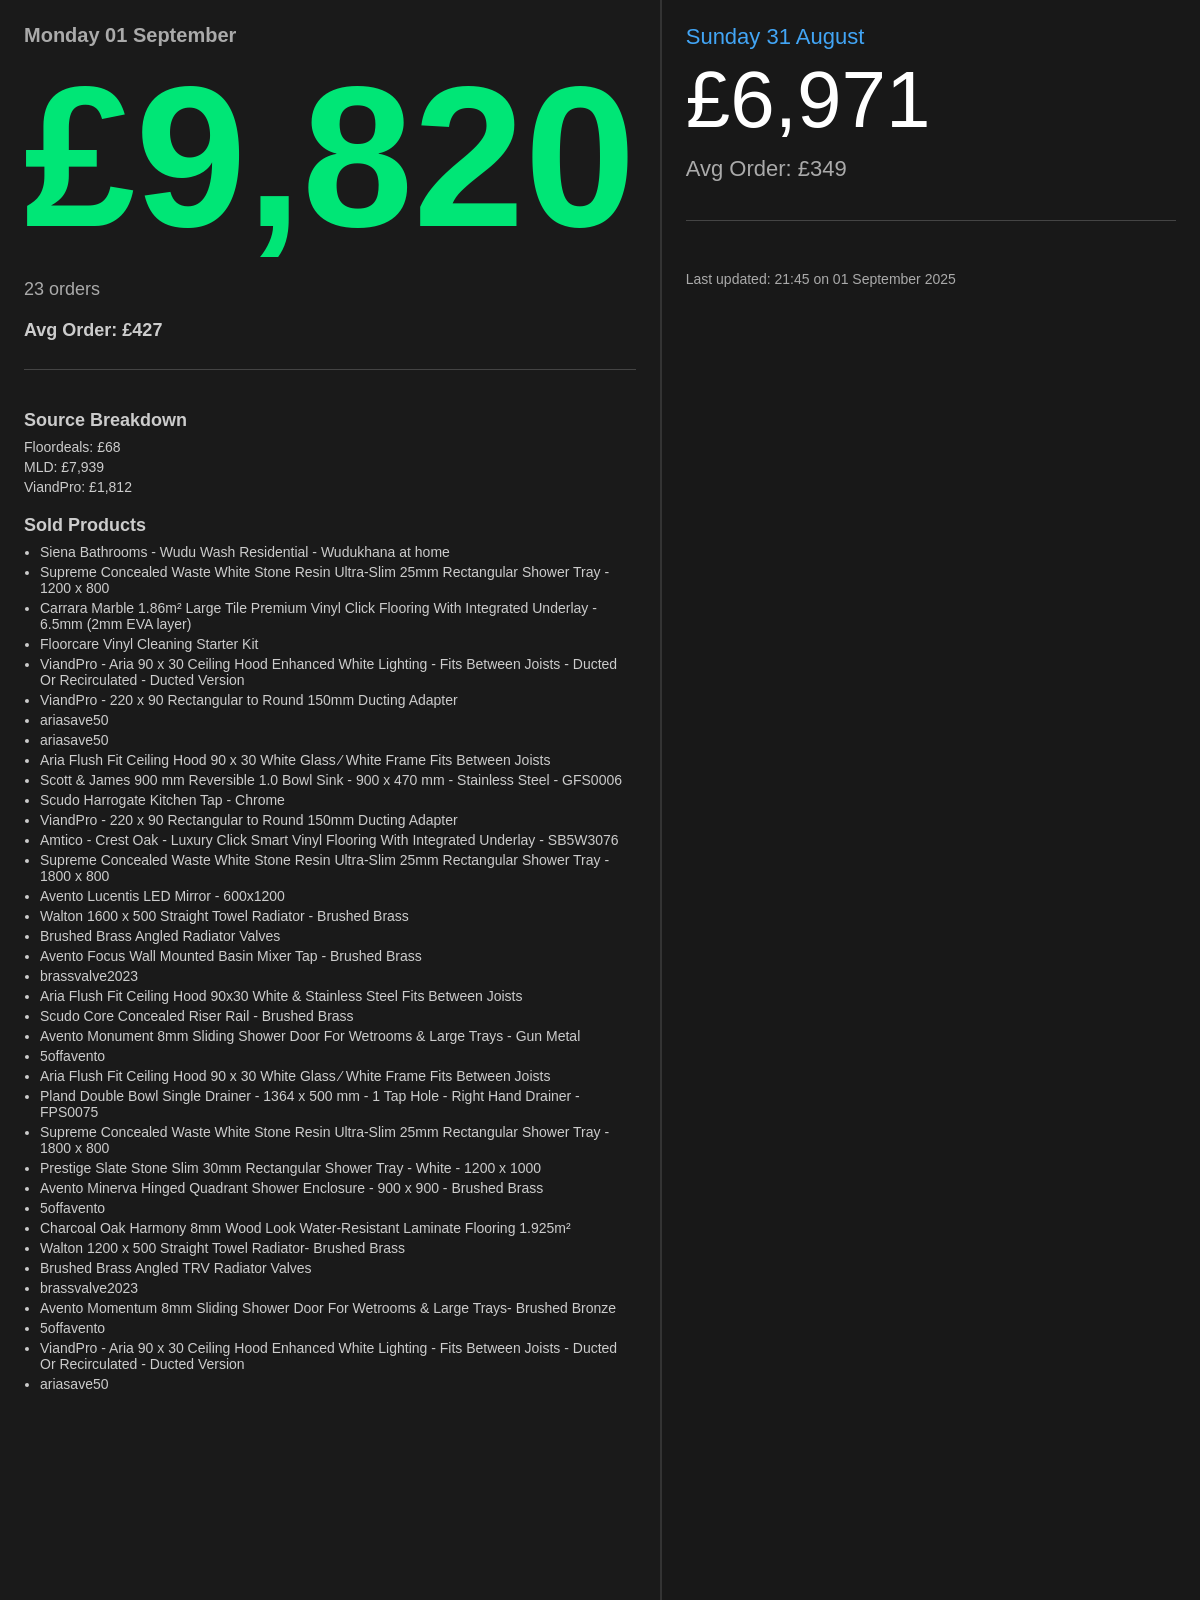 Monday 01 September
£9,820
23 orders
Avg Order: £427
Source Breakdown
Floordeals: £68
MLD: £7,939
ViandPro: £1,812
Sold Products
• Siena Bathrooms - Wudu Wash Residential - Wudukhana at home
• Supreme Concealed Waste White Stone Resin Ultra-Slim 25mm Rectangular Shower Tray -
1200 x 800
• Carrara Marble 1.86m² Large Tile Premium Vinyl Click Flooring With Integrated Underlay -
6.5mm (2mm EVA layer)
• Floorcare Vinyl Cleaning Starter Kit
• ViandPro - Aria 90 x 30 Ceiling Hood Enhanced White Lighting - Fits Between Joists - Ducted
Or Recirculated - Ducted Version
• ViandPro - 220 x 90 Rectangular to Round 150mm Ducting Adapter
• ariasave50
• ariasave50
• Aria Flush Fit Ceiling Hood 90 x 30 White Glass ⁄ White Frame Fits Between Joists
• Scott & James 900 mm Reversible 1.0 Bowl Sink - 900 x 470 mm - Stainless Steel - GFS0006
• Scudo Harrogate Kitchen Tap - Chrome
• ViandPro - 220 x 90 Rectangular to Round 150mm Ducting Adapter
• Amtico - Crest Oak - Luxury Click Smart Vinyl Flooring With Integrated Underlay - SB5W3076
• Supreme Concealed Waste White Stone Resin Ultra-Slim 25mm Rectangular Shower Tray -
1800 x 800
• Avento Lucentis LED Mirror - 600x1200
• Walton 1600 x 500 Straight Towel Radiator - Brushed Brass
• Brushed Brass Angled Radiator Valves
• Avento Focus Wall Mounted Basin Mixer Tap - Brushed Brass
• brassvalve2023
• Aria Flush Fit Ceiling Hood 90x30 White & Stainless Steel Fits Between Joists
• Scudo Core Concealed Riser Rail - Brushed Brass
• Avento Monument 8mm Sliding Shower Door For Wetrooms & Large Trays - Gun Metal
• 5offavento
• Aria Flush Fit Ceiling Hood 90 x 30 White Glass ⁄ White Frame Fits Between Joists
• Pland Double Bowl Single Drainer - 1364 x 500 mm - 1 Tap Hole - Right Hand Drainer -
FPS0075
• Supreme Concealed Waste White Stone Resin Ultra-Slim 25mm Rectangular Shower Tray -
1800 x 800
• Prestige Slate Stone Slim 30mm Rectangular Shower Tray - White - 1200 x 1000
• Avento Minerva Hinged Quadrant Shower Enclosure - 900 x 900 - Brushed Brass
• 5offavento
• Charcoal Oak Harmony 8mm Wood Look Water-Resistant Laminate Flooring 1.925m²
• Walton 1200 x 500 Straight Towel Radiator- Brushed Brass
• Brushed Brass Angled TRV Radiator Valves
• brassvalve2023
• Avento Momentum 8mm Sliding Shower Door For Wetrooms & Large Trays- Brushed Bronze
• 5offavento
• ViandPro - Aria 90 x 30 Ceiling Hood Enhanced White Lighting - Fits Between Joists - Ducted
Or Recirculated - Ducted Version
• ariasave50
Sunday 31 August
£6,971
Avg Order: £349
Last updated: 21:45 on 01 September 2025